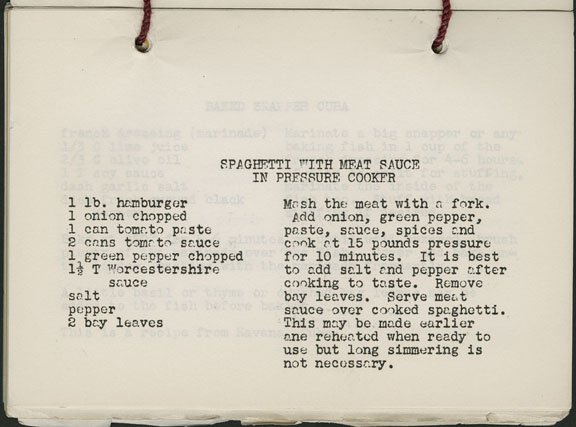 SPAGHETTI WITH MEAT SAUCE
IN PRESSURE COOKER
1 lb. hamburger
1 onion chopped
1 can tomato paste
2 cans tomato sauce
1 green pepper chopped
1½ T Worcestershire
sauce
salt
pepper
2 bay leaves
Mash the meat with a fork.
Add onion, green pepper,
paste, sauce, spices and
cook at 15 pounds pressure
for 10 minutes. It is best
to add salt and pepper after
cooking to taste. Remove
bay leaves. Serve meat
sauce over cooked spaghetti.
This may be made earlier
ane reheated when ready to
use but long simmering is
not necessary.